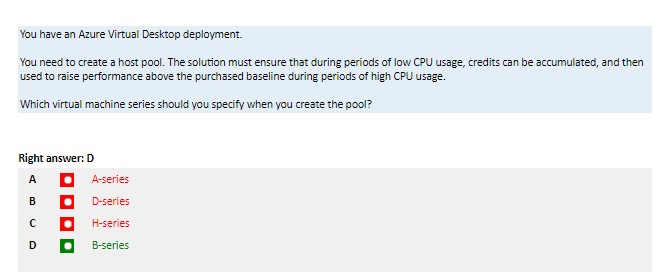 You have an Azure Virtual Desktop deployment.
You need to create a host pool. The solution must ensure that during periods of low CPU usage, credits can be accumulated, and then
used to raise performance above the purchased baseline during periods of high CPU usage.
Which virtual machine series should you specify when you create the pool?
Right answer: D
A A-series
B D-series
C H-series
D B-series